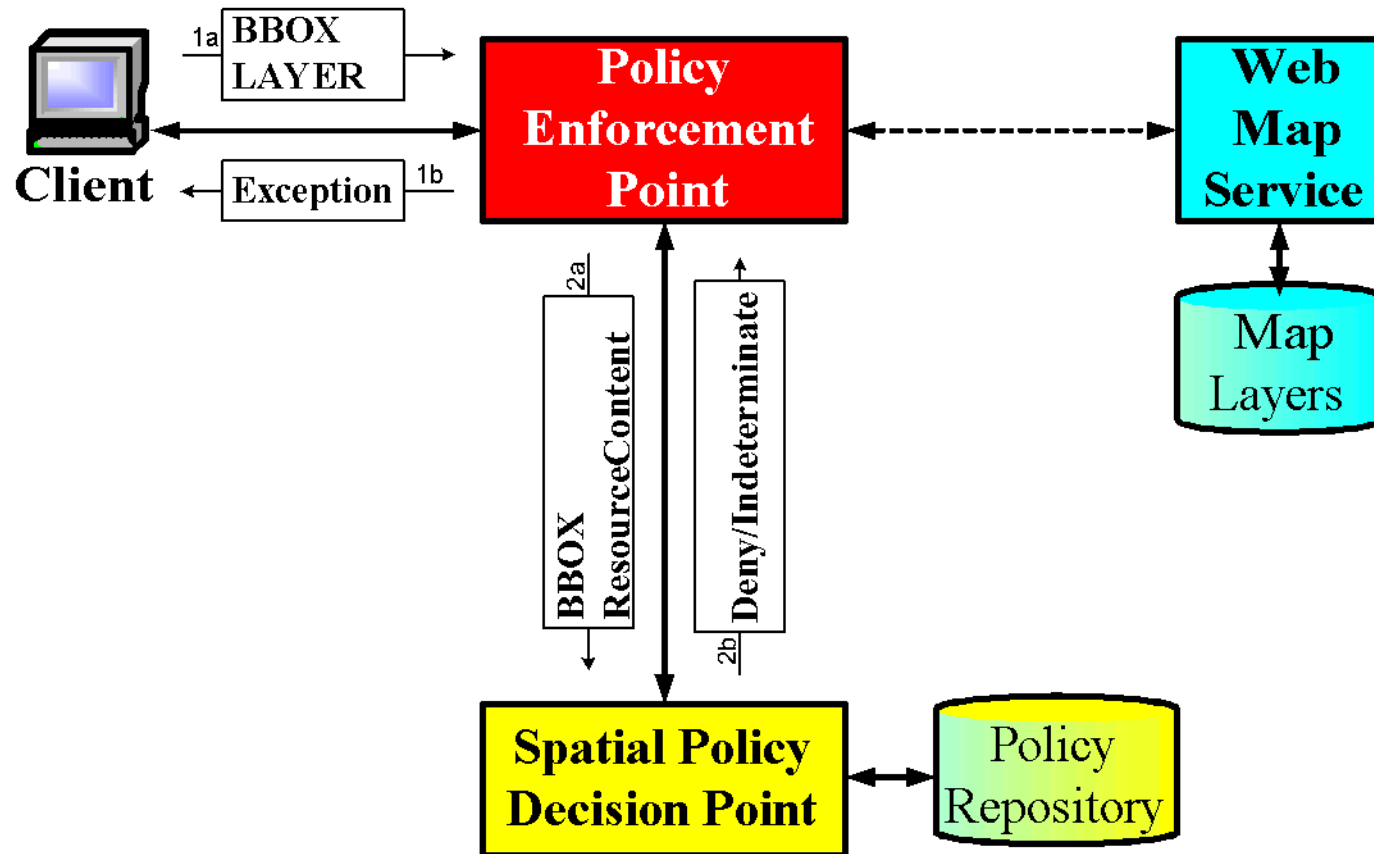 1a
BBOX
LAYER
Policy
Enforcement
Point
Web
Map
Service
Client
Exception
1b
2a
BBOX
ResourceContent
Deny/Indeterminate
2b
Map
Layers
Spatial Policy
Decision Point
Policy
Repository